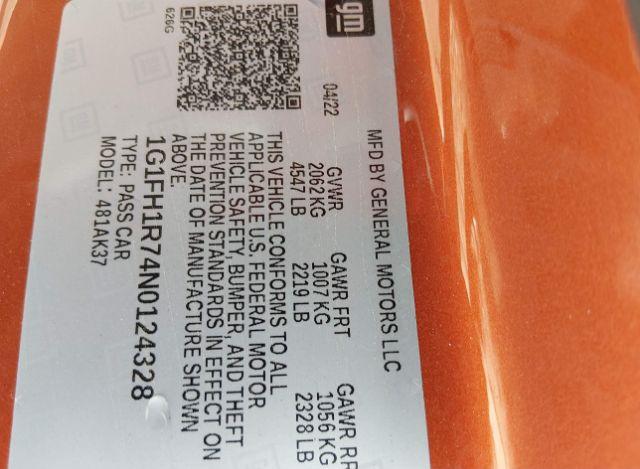 gm
MFD BY GENERAL MOTORS LLC
04/22 GVWR GAWR FRT GAWR RR
2062 KG 1007 KG 1056 KG
4547 LB 2219 LB 2328 LB
THIS VEHICLE CONFORMS TO ALL
APPLICABLE U.S. FEDERAL MOTOR
VEHICLE SAFETY, BUMPER, AND THEFT
PREVENTION STANDARDS IN EFFECT ON
THE DATE OF MANUFACTURE SHOWN
ABOVE.
1G1FH1R74N0124328
TYPE: PASS CAR
MODEL: 481AK37
626G